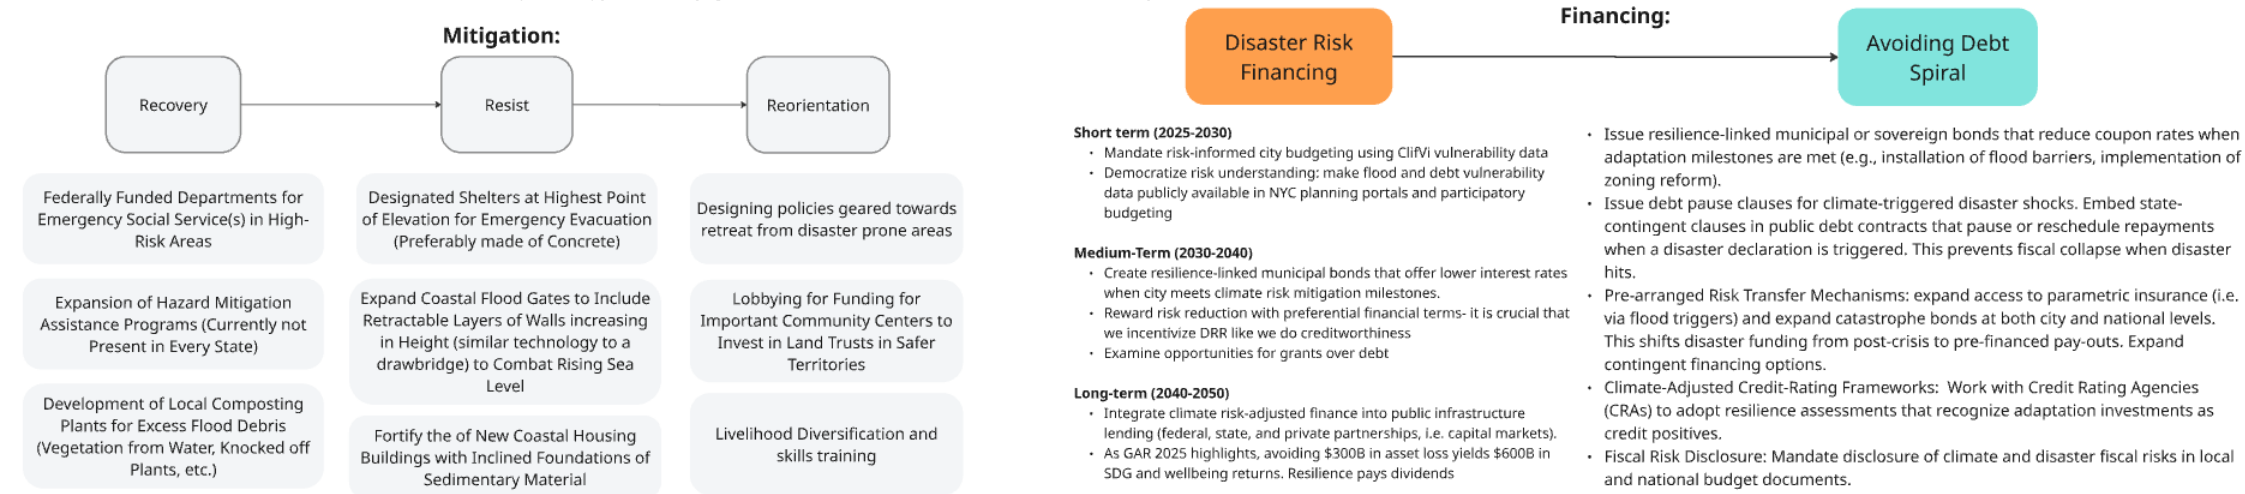 Mitigation:
Recovery
Resist
Reorientation
Federally Funded Departments for
Emergency Social Service(s) in High-
Risk Areas
Expansion of Hazard Mitigation
Assistance Programs (Currently not
Present in Every State)
Development of Local Composting
Plants for Excess Flood Debris
(Vegetation from Water, Knocked off
Plants, etc.)
Designated Shelters at Highest Point
of Elevation for Emergency Evacuation
(Preferably made of Concrete)
Expand Coastal Flood Gates to Include
Retractable Layers of Walls increasing
in Height (similar technology to a
drawbridge) to Combat Rising Sea
Level
Fortify the of New Coastal Housing
Buildings with Inclined Foundations of
Sedimentary Material
Designing policies geared towards
retreat from disaster prone areas
Lobbying for Funding for
Important Community Centers to
Invest in Land Trusts in Safer
Territories
Livelihood Diversification and
skills training
Financing:
Disaster Risk
Financing
Avoiding Debt
Spiral
Short term (2025-2030)
• Mandate risk-informed city budgeting using ClifVi vulnerability data
• Democratize risk understanding: make flood and debt vulnerability
data publicly available in NYC planning portals and participatory
budgeting
Medium-Term (2030-2040)
• Create resilience-linked municipal bonds that offer lower interest rates
when city meets climate risk mitigation milestones.
• Reward risk reduction with preferential financial terms- it is crucial that
we incentivize DRR like we do creditworthiness
• Examine opportunities for grants over debt
Long-term (2040-2050)
• Integrate climate risk-adjusted finance into public infrastructure
lending (federal, state, and private partnerships, i.e. capital markets).
• As GAR 2025 highlights, avoiding $300B in asset loss yields $600B in
SDG and wellbeing returns. Resilience pays dividends
• Issue resilience-linked municipal or sovereign bonds that reduce coupon rates when
adaptation milestones are met (e.g., installation of flood barriers, implementation of
zoning reform).
• Issue debt pause clauses for climate-triggered disaster shocks. Embed state-
contingent clauses in public debt contracts that pause or reschedule repayments
when a disaster declaration is triggered. This prevents fiscal collapse when disaster
hits.
• Pre-arranged Risk Transfer Mechanisms: expand access to parametric insurance (i.e.
via flood triggers) and expand catastrophe bonds at both city and national levels.
This shifts disaster funding from post-crisis to pre-financed pay-outs. Expand
contingent financing options.
• Climate-Adjusted Credit-Rating Frameworks: Work with Credit Rating Agencies
(CRAs) to adopt resilience assessments that recognize adaptation investments as
credit positives.
• Fiscal Risk Disclosure: Mandate disclosure of climate and disaster fiscal risks in local
and national budget documents.